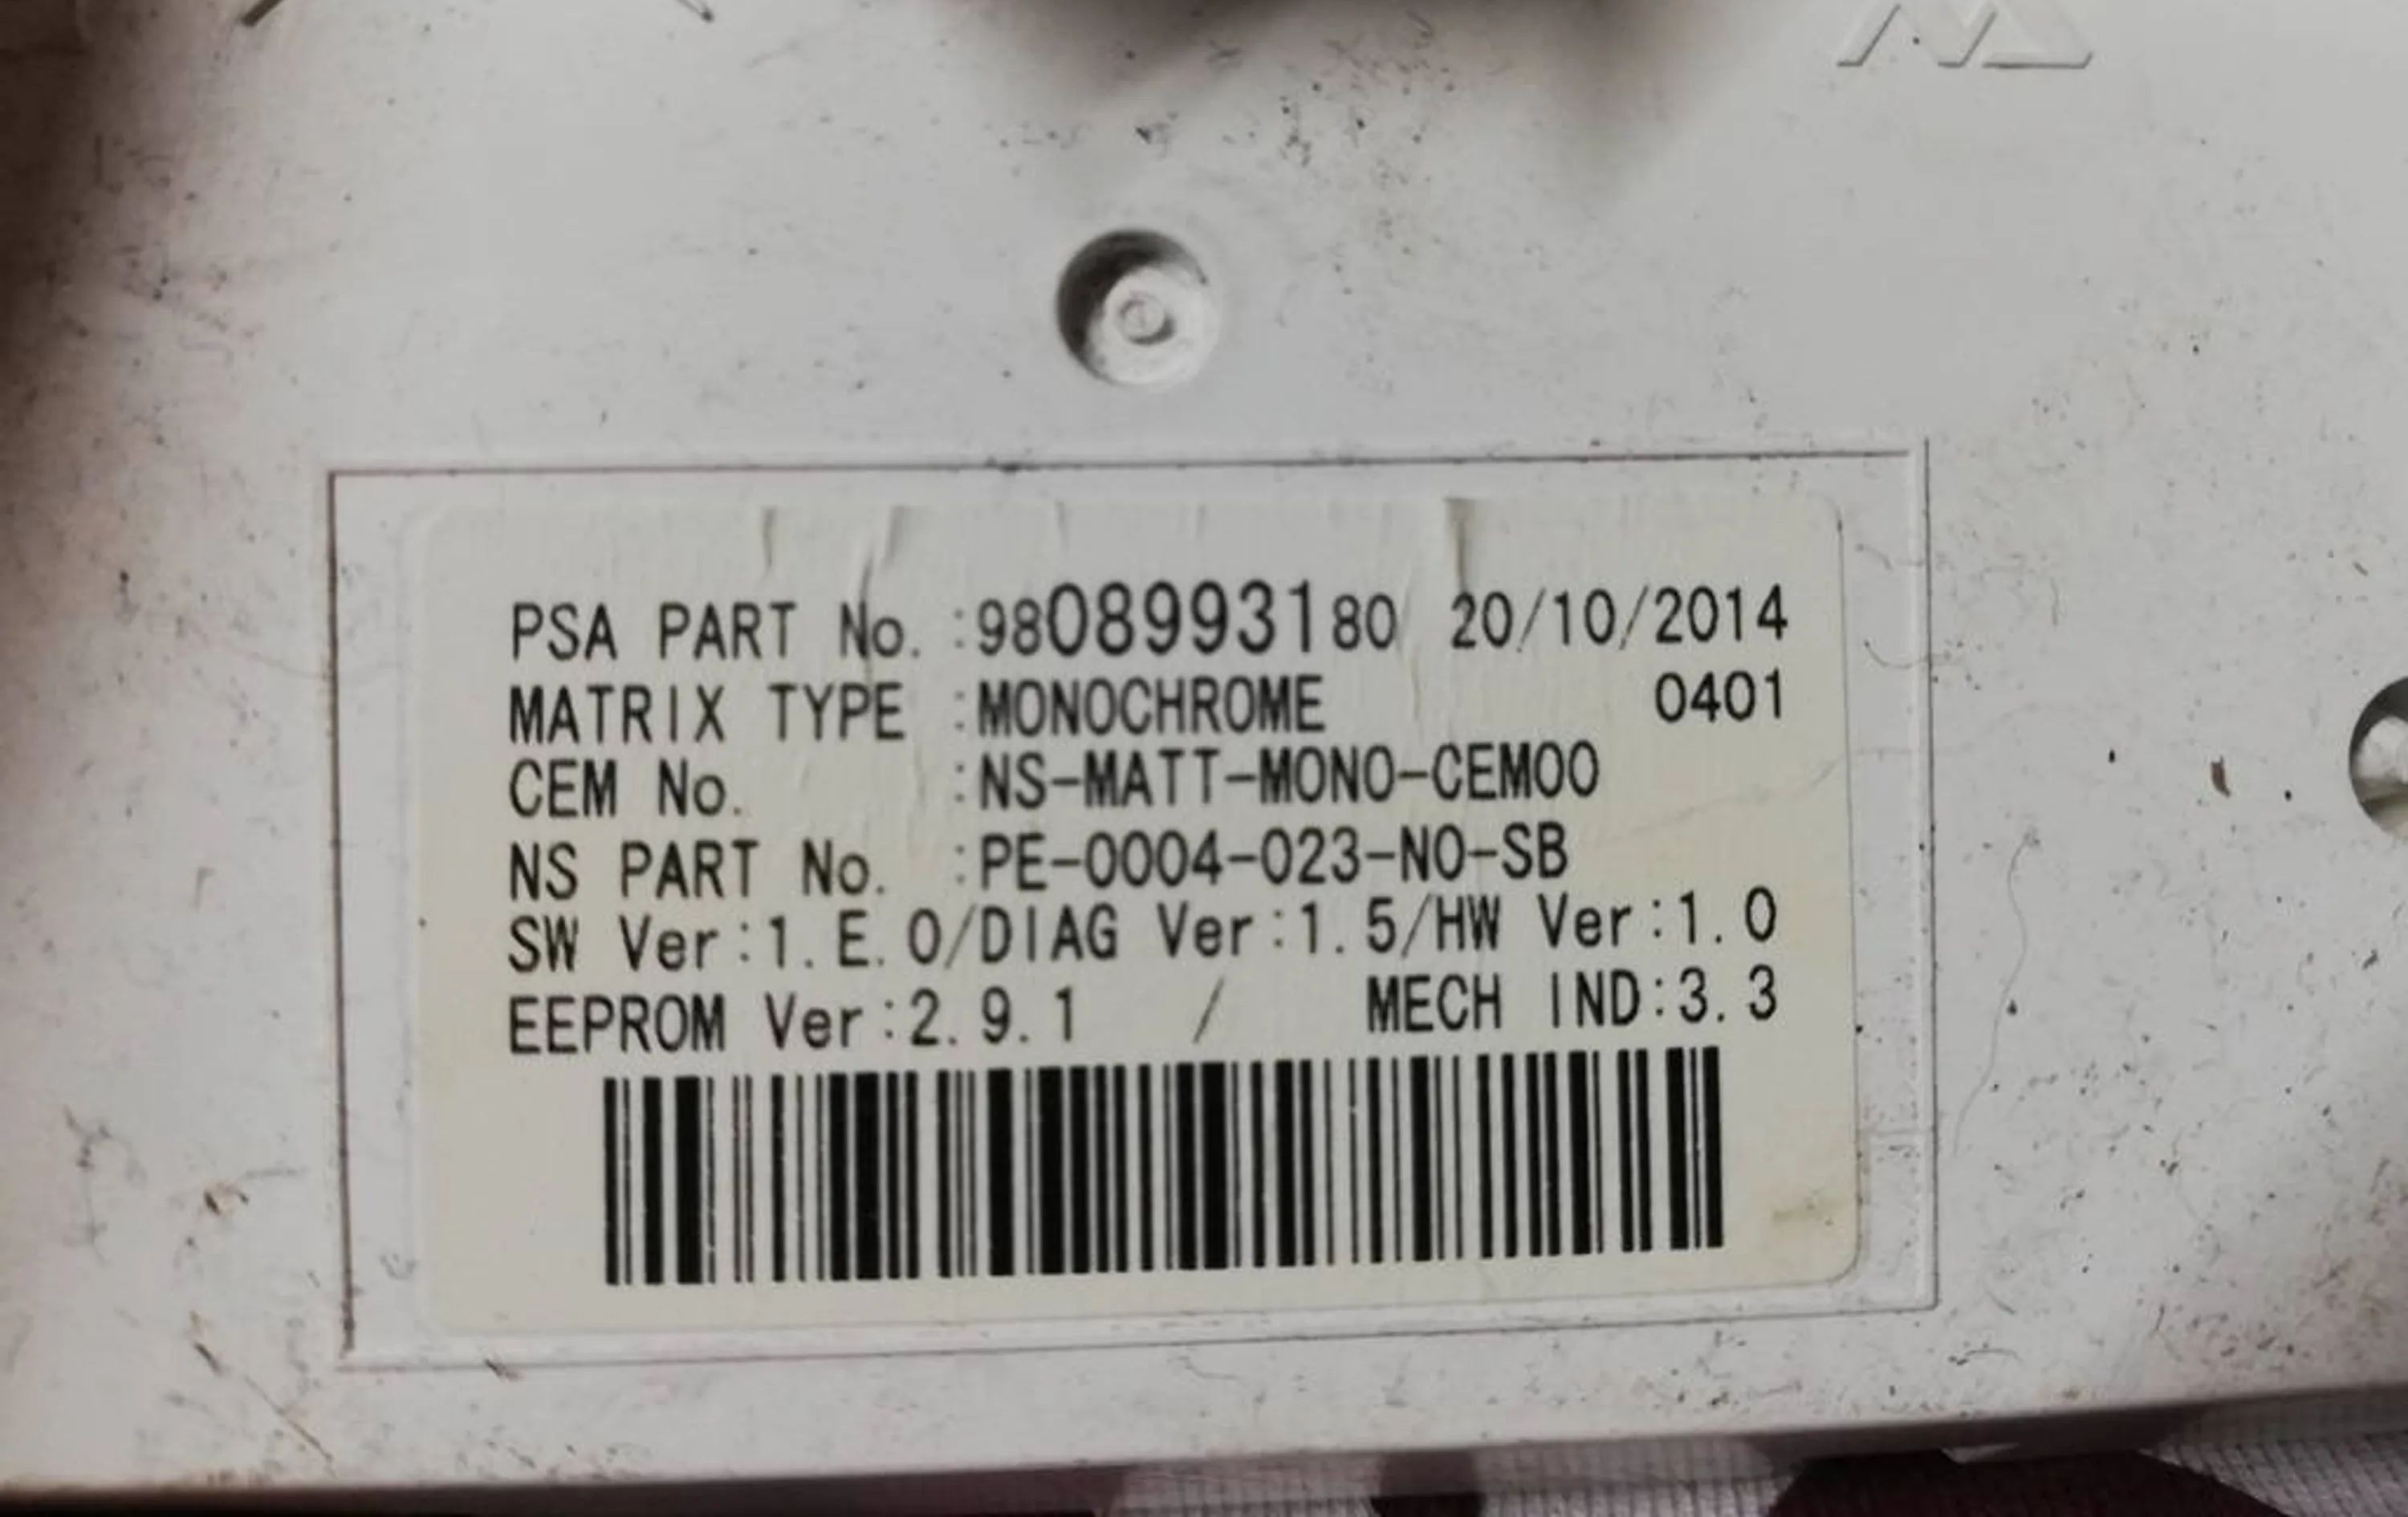 PSA PART No. :9808993180 20/10/2014
MATRIX TYPE :MONOCHROME 0401
CEM No. :NS-MATT-MONO-CEM00
NS PART No. :PE-0004-023-NO-SB
SW Ver:1.E.0/DIAG Ver:1.5/HW Ver:1.0
EEPROM Ver:2.9.1 / MECH IND:3.3